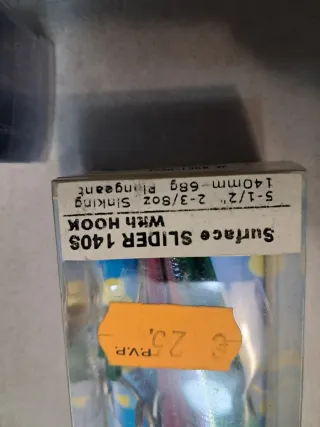 Surface SLIDER 140S
With HOOK
5-1/2" 2-3/8oz Sinking
140mm 68g Plongeant
€ 25,
P.V.P.